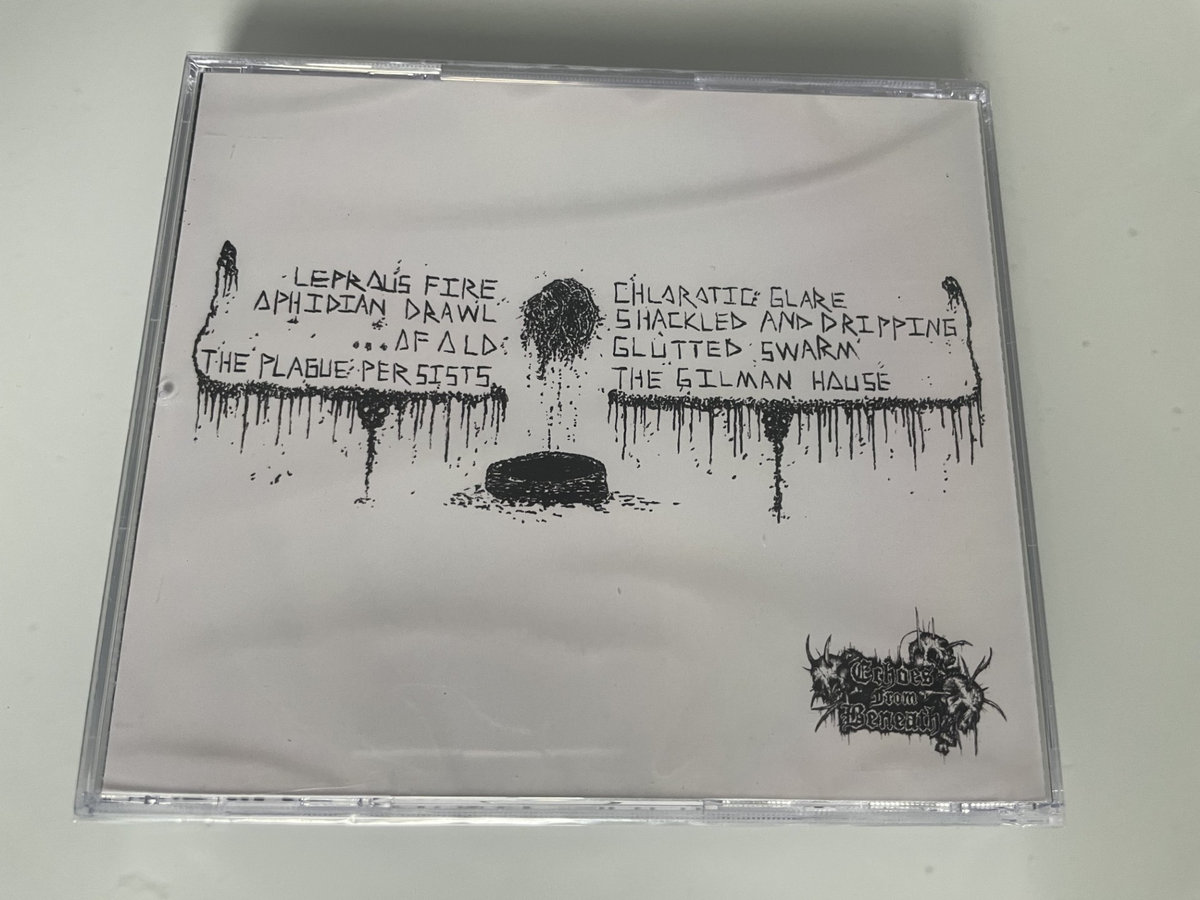 LEPROUS FIRE
OPHIDIAN DRAWL
...OF OLD
THE PLAGUE PERSISTS
CHLOROTIC GLARE
SHACKLED AND DRIPPING
GLUTTED SWARM
THE GILMAN HOUSE
Echoes
From
Beneath